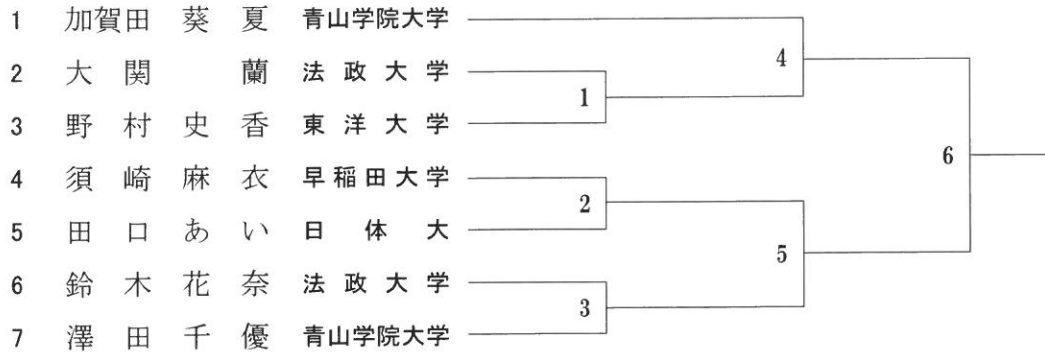 1 加賀田 葵 夏 青山学院大学
4
2 大 関 蘭 法 政 大 学
1
3 野 村 史 香 東 洋 大 学
6
4 須 崎 麻 衣 早稲田大学
2
5 田 口 あ い 日 体 大
5
6 鈴 木 花 奈 法 政 大 学
3
7 澤 田 千 優 青山学院大学